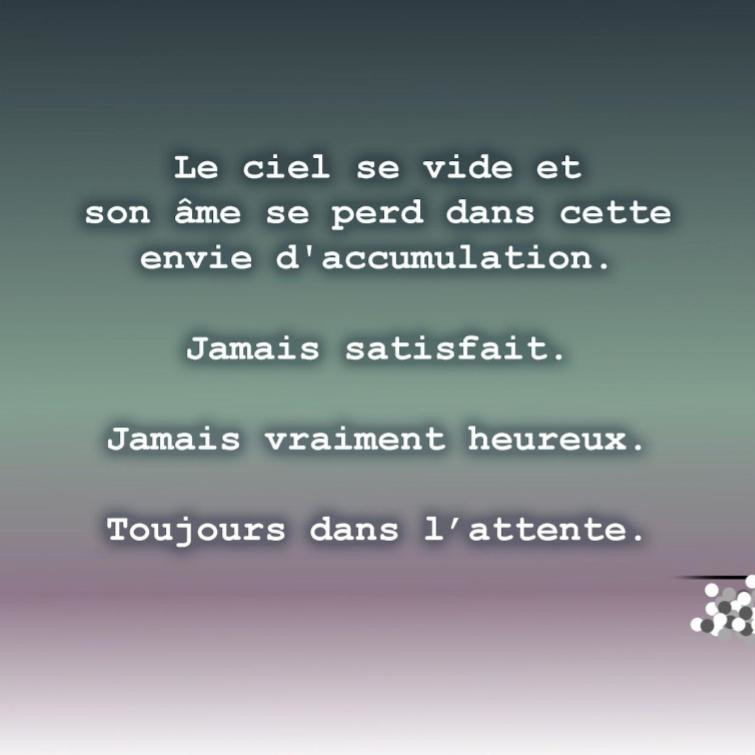 Le ciel se vide et
son âme se perd dans cette
envie d'accumulation.
Jamais satisfait.
Jamais vraiment heureux.
Toujours dans l’attente.